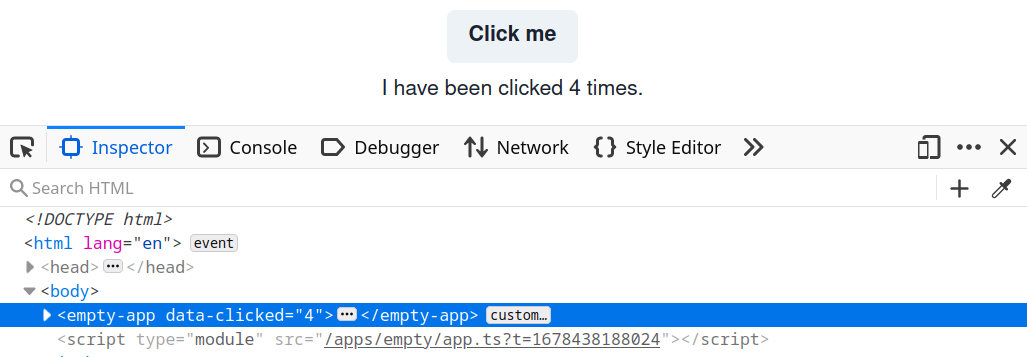 Click me
I have been clicked 4 times.
Inspector Console Debugger Network Style Editor
Search HTML
<!DOCTYPE html>
<html lang="en"> event
<head> ••• </head>
<body>
<empty-app data-clicked="4"> ••• </empty-app> custom…
<script type="module" src="/apps/empty/app.ts?t=1678438188024"></script>